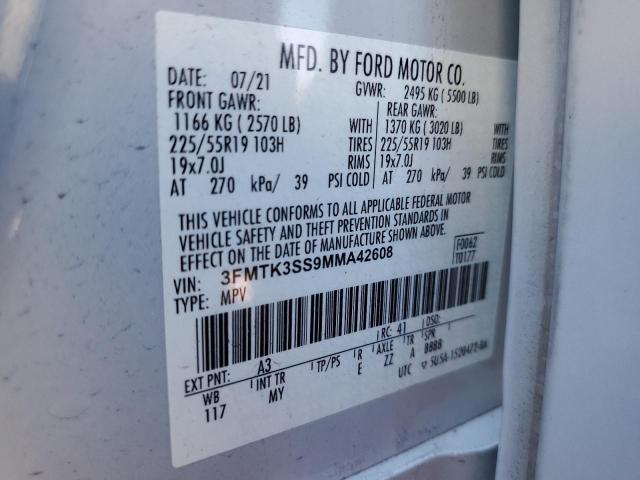 MFD. BY FORD MOTOR CO.
DATE: 07/21 GVWR: 2495 KG ( 5500 LB)
FRONT GAWR: REAR GAWR:
1166 KG ( 2570 LB) WITH 1370 KG ( 3020 LB) WITH
225/55R19 103H TIRES 225/55R19 103H TIRES
19x7.0J RIMS 19x7.0J RIMS
AT 270 kPa/ 39 PSI COLD AT 270 kPa/ 39 PSI COLD
THIS VEHICLE CONFORMS TO ALL APPLICABLE FEDERAL MOTOR
VEHICLE SAFETY AND THEFT PREVENTION STANDARDS IN
EFFECT ON THE DATE OF MANUFACTURE SHOWN ABOVE.
VIN: 3FMTK3SS9MMA42608 F0062
TYPE: MPV T0177
EXT PNT: A3 RC: 41 DSO:
WB INT TR TP/PS R AXLE TR SPR
117 MY E ZZ A BBBB
UTC